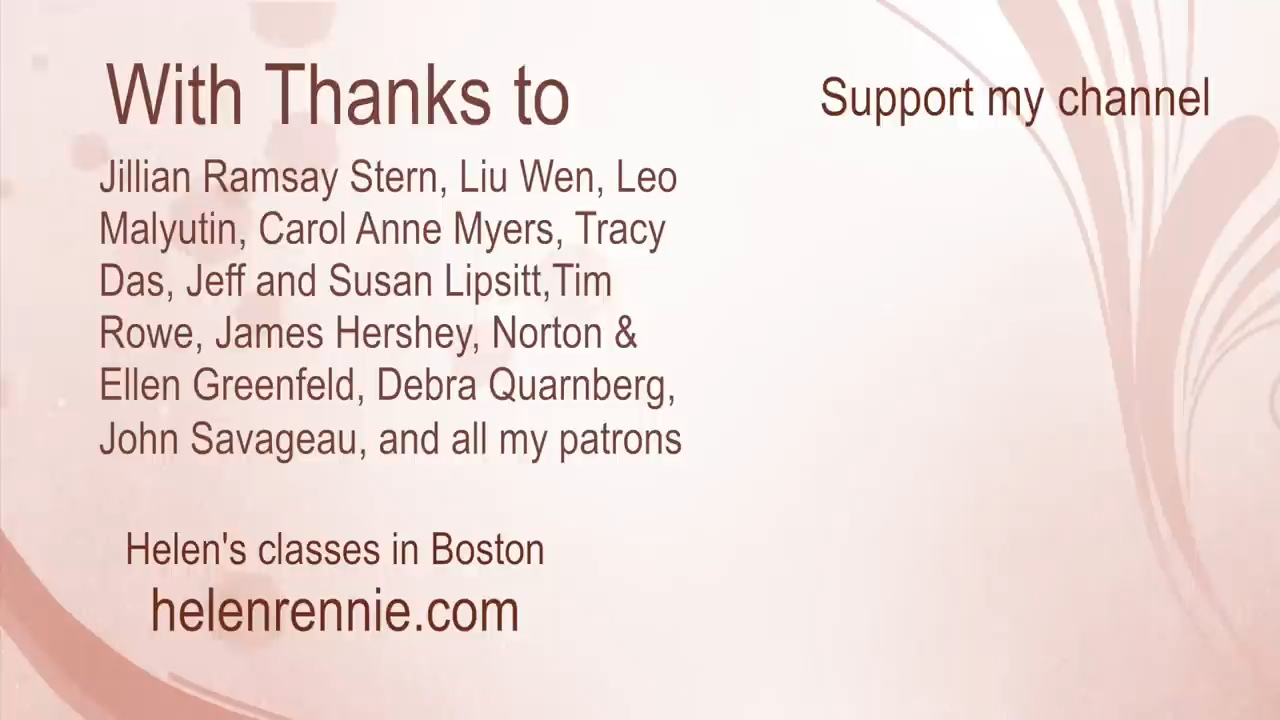 With Thanks to
Support my channel
Jillian Ramsay Stern, Liu Wen, Leo
Malyutin, Carol Anne Myers, Tracy
Das, Jeff and Susan Lipsitt,Tim
Rowe, James Hershey, Norton &
Ellen Greenfeld, Debra Quarnberg,
John Savageau, and all my patrons
Helen's classes in Boston
helenrennie.com